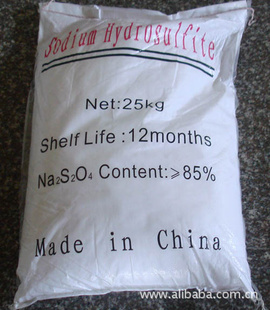 Sodium Hydrosulfite
Net:25kg
Shelf Life :12months
Na₂S₂O₄ Content:≥85%
Made in China
www.alibaba.com.cn